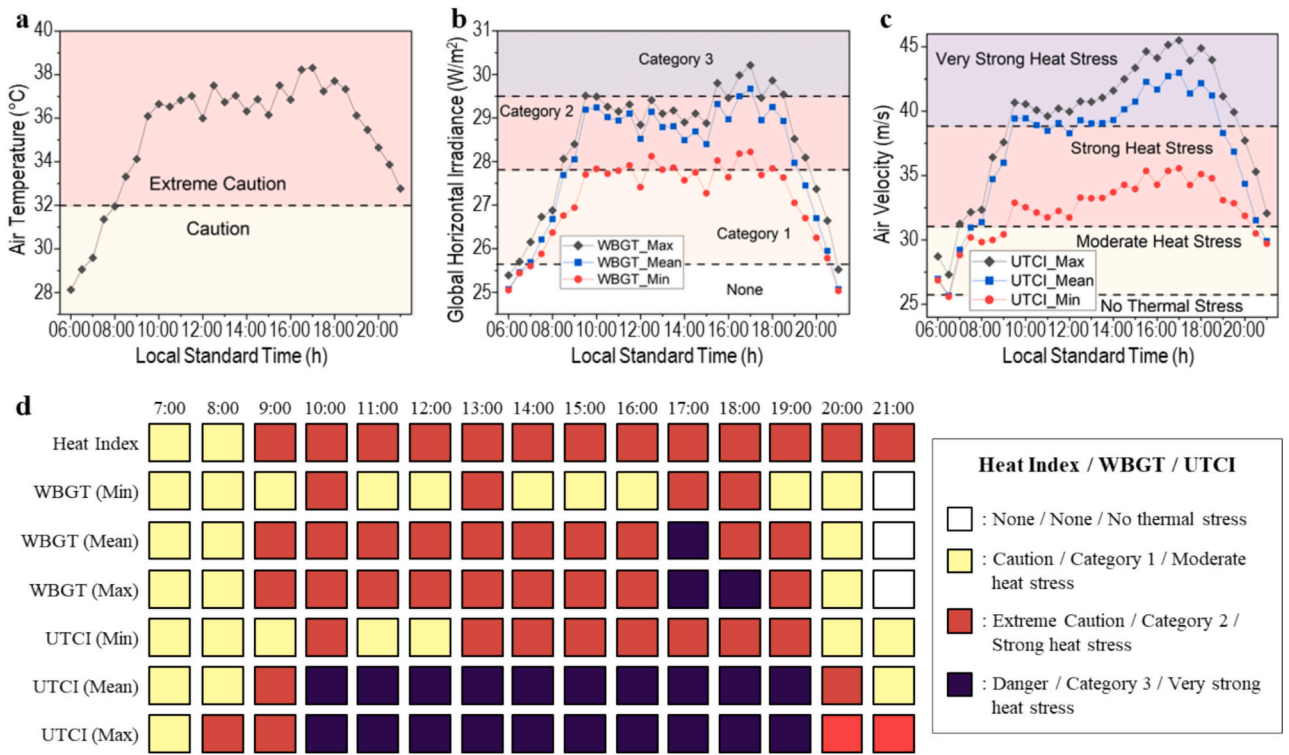 a
40
38
36
34
32
30
28
Air Temperature (°C)
Extreme Caution
Caution
06:00 08:00 10:00 12:00 14:00 16:00 18:00 20:00
Local Standard Time (h)
b
31
30
29
28
27
26
25
Global Horizontal Irradiance (W/m²)
Category 3
Category 2
Category 1
WBGT_Max
WBGT_Mean
WBGT_Min
None
06:00 08:00 10:00 12:00 14:00 16:00 18:00 20:00
Local Standard Time (h)
c
45
40
35
30
25
Air Velocity (m/s)
Very Strong Heat Stress
Strong Heat Stress
Moderate Heat Stress
UTCI_Max
UTCI_Mean
UTCI_Min
No Thermal Stress
06:00 08:00 10:00 12:00 14:00 16:00 18:00 20:00
Local Standard Time (h)
d
7:00 8:00 9:00 10:00 11:00 12:00 13:00 14:00 15:00 16:00 17:00 18:00 19:00 20:00 21:00
Heat Index
WBGT (Min)
WBGT (Mean)
WBGT (Max)
UTCI (Min)
UTCI (Mean)
UTCI (Max)
Heat Index / WBGT / UTCI
: None / None / No thermal stress
: Caution / Category 1 / Moderate
heat stress
: Extreme Caution / Category 2 /
Strong heat stress
: Danger / Category 3 / Very strong
heat stress